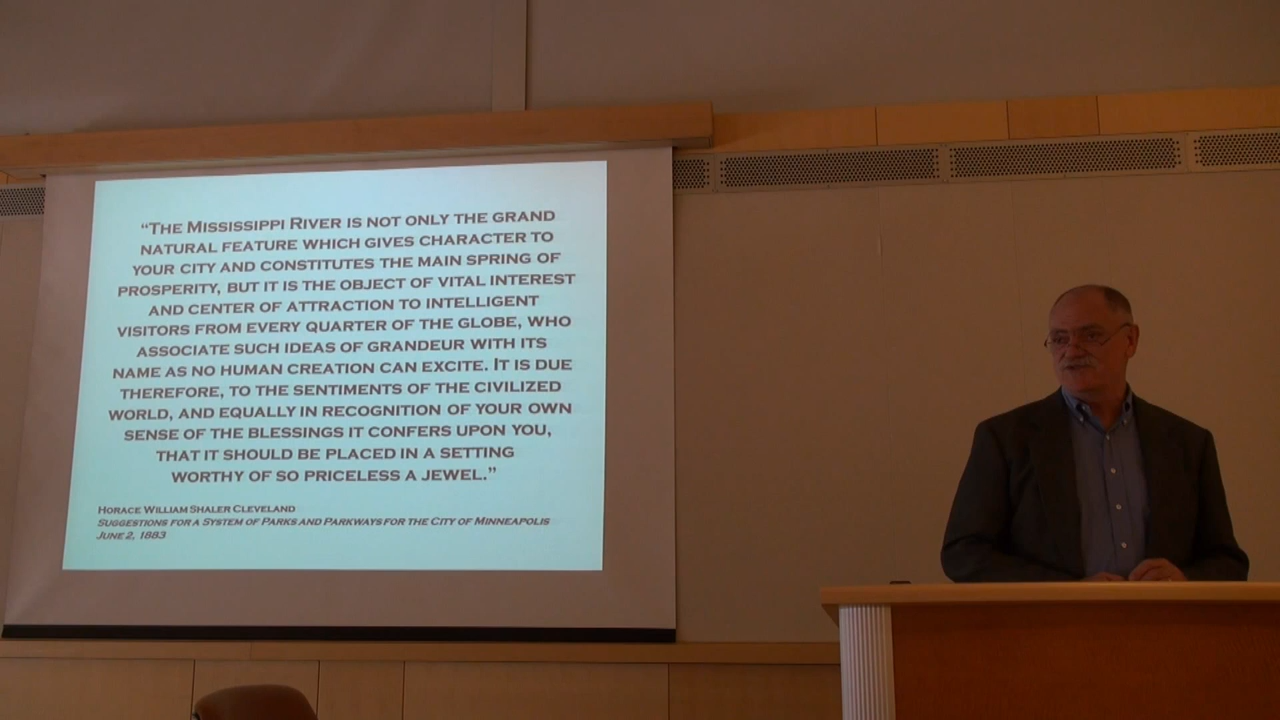 “The Mississippi River is not only the grand
natural feature which gives character to
your city and constitutes the main spring of
prosperity, but it is the object of vital interest
and center of attraction to intelligent
visitors from every quarter of the globe, who
associate such ideas of grandeur with its
name as no human creation can excite. It is due
therefore, to the sentiments of the civilized
world, and equally in recognition of your own
sense of the blessings it confers upon you,
that it should be placed in a setting
worthy of so priceless a jewel.”
Horace William Shaler Cleveland
Suggestions for a System of Parks and Parkways for the City of Minneapolis
June 2, 1883